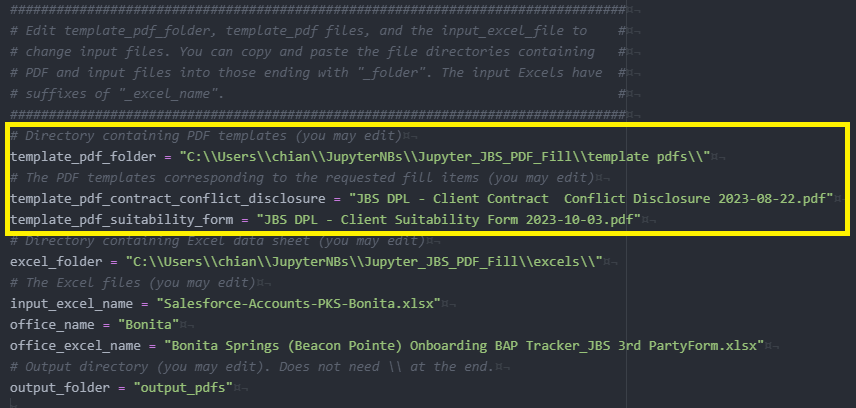 ################################################################################
# Edit template_pdf_folder, template_pdf files, and the input_excel_file to    #
# change input files. You can copy and paste the file directories containing   #
# PDF and input files into those ending with "_folder". The input Excels have  #
# suffixes of "_excel_name".                                                   #
################################################################################
# Directory containing PDF templates (you may edit)
template_pdf_folder = "C:\\Users\\chian\\JupyterNBs\\Jupyter_JBS_PDF_Fill\\template pdfs\\"
# The PDF templates corresponding to the requested fill items (you may edit)
template_pdf_contract_conflict_disclosure = "JBS DPL - Client Contract  Conflict Disclosure 2023-08-22.pdf"
template_pdf_suitability_form = "JBS DPL - Client Suitability Form 2023-10-03.pdf"
# Directory containing Excel data sheet (you may edit)
excel_folder = "C:\\Users\\chian\\JupyterNBs\\Jupyter_JBS_PDF_Fill\\excels\\"
# The Excel files (you may edit)
input_excel_name = "Salesforce-Accounts-PKS-Bonita.xlsx"
office_name = "Bonita"
office_excel_name = "Bonita Springs (Beacon Pointe) Onboarding BAP Tracker_JBS 3rd PartyForm.xlsx"
# Output directory (you may edit). Does not need \\ at the end.
output_folder = "output_pdfs"